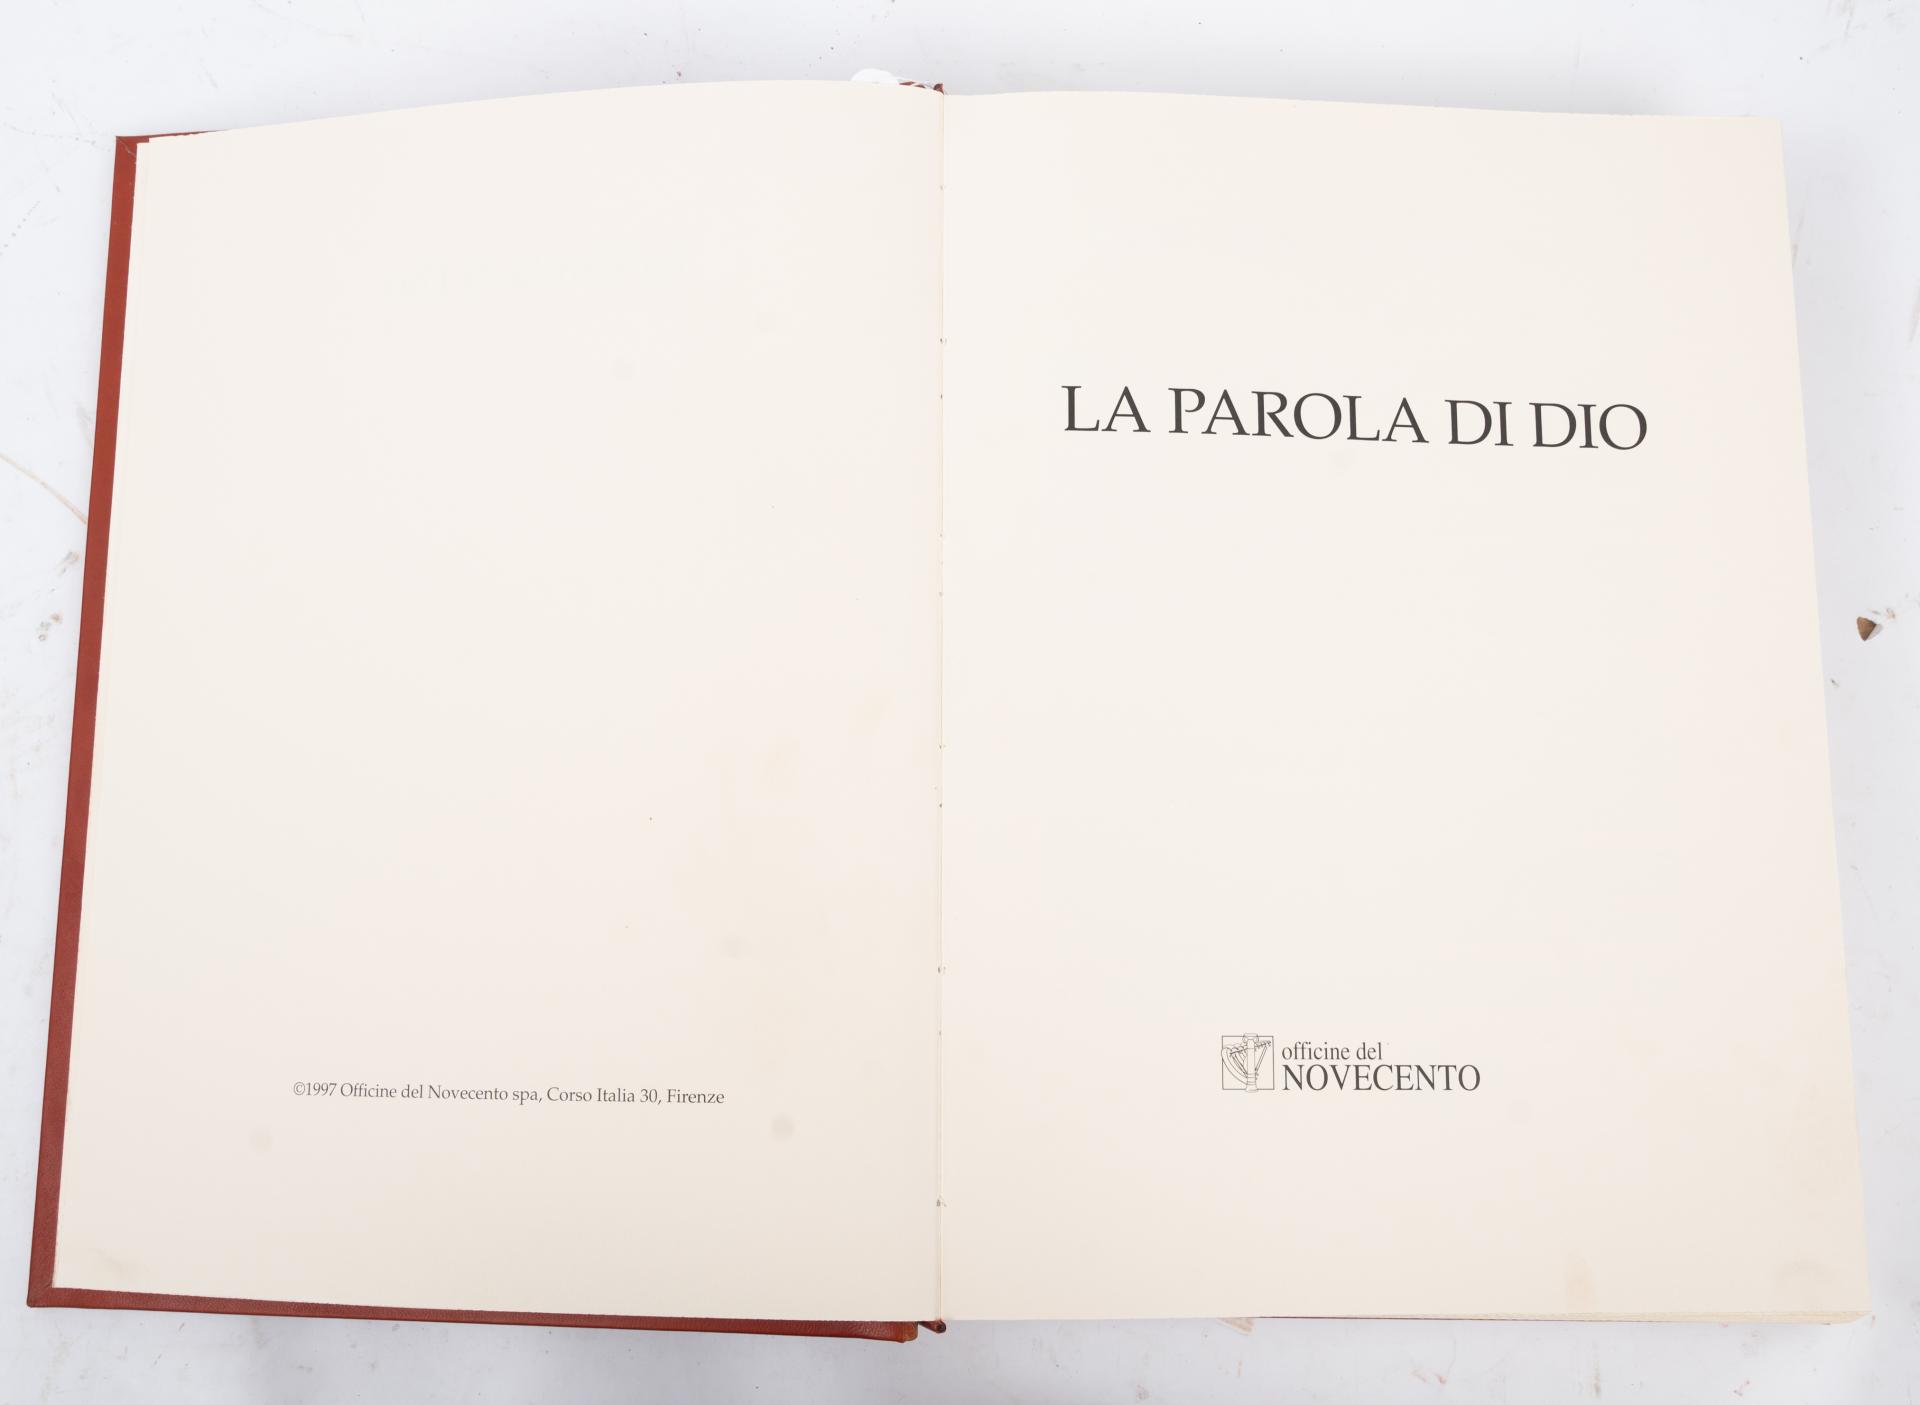 ©1997 Officine del Novecento spa, Corso Italia 30, Firenze
LA PAROLA DI DIO
officine del
NOVECENTO